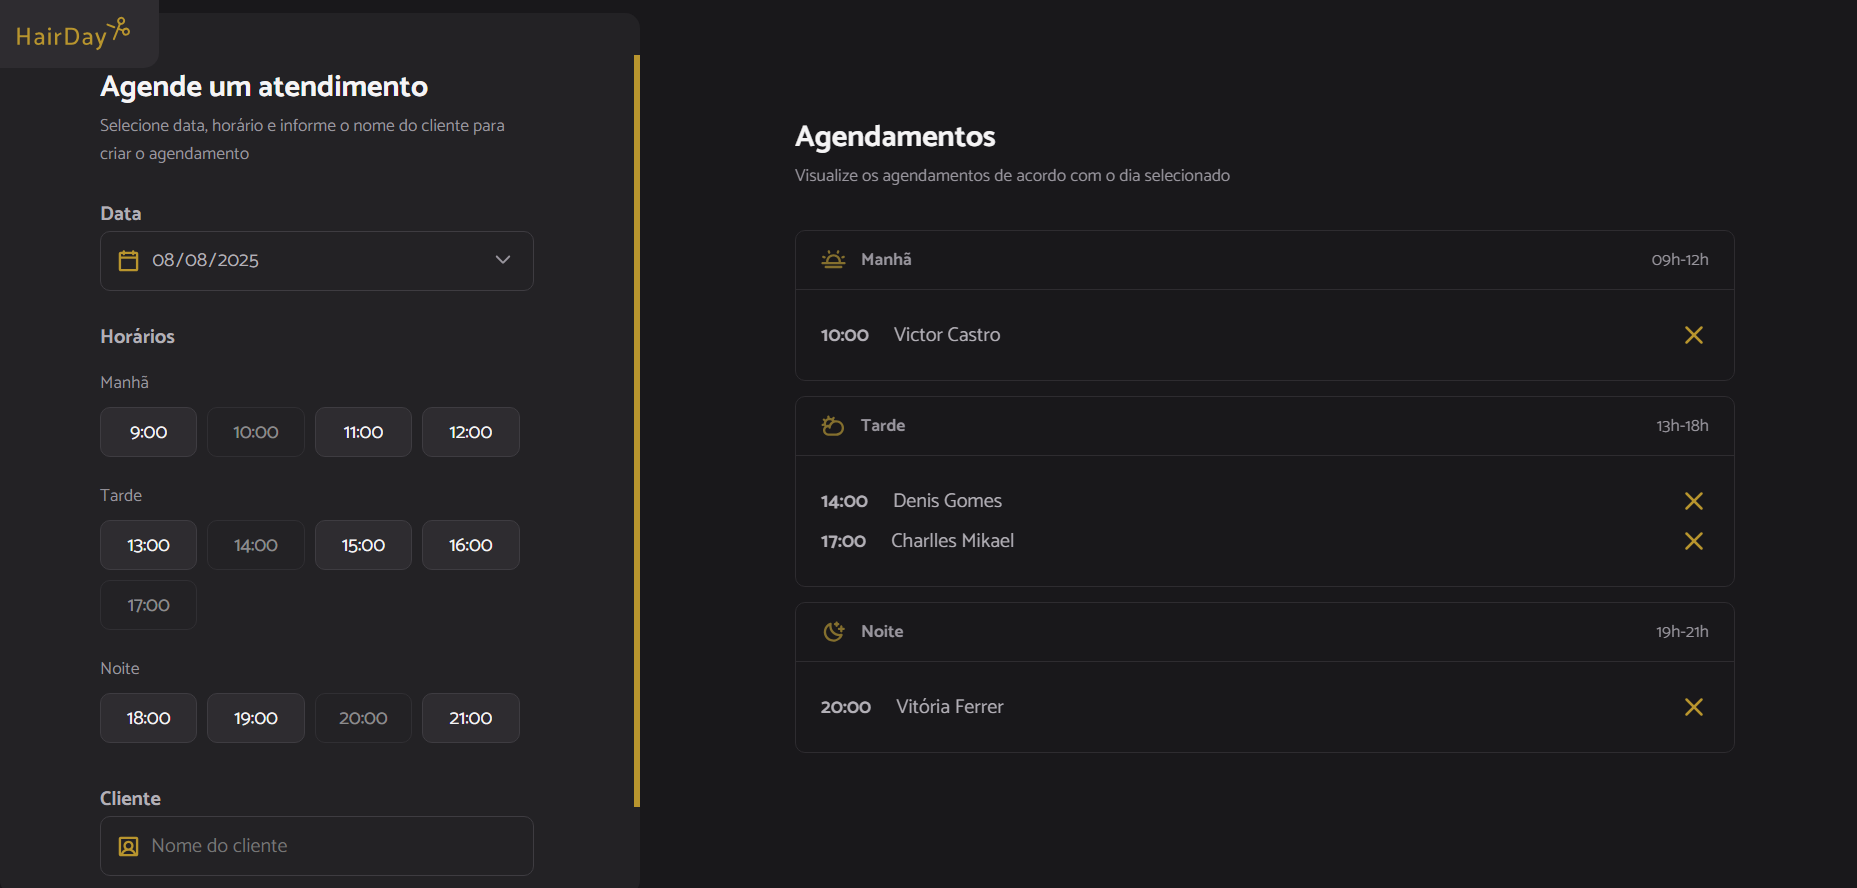 HairDay
Agende um atendimento
Selecione data, horário e informe o nome do cliente para
criar o agendamento
Data
08/08/2025
Horários
Manhã
9:00 10:00 11:00 12:00
Tarde
13:00 14:00 15:00 16:00
17:00
Noite
18:00 19:00 20:00 21:00
Cliente
Nome do cliente
Agendamentos
Visualize os agendamentos de acordo com o dia selecionado
Manhã 09h-12h
10:00 Victor Castro
Tarde 13h-18h
14:00 Denis Gomes
17:00 Charlles Mikael
Noite 19h-21h
20:00 Vitória Ferrer